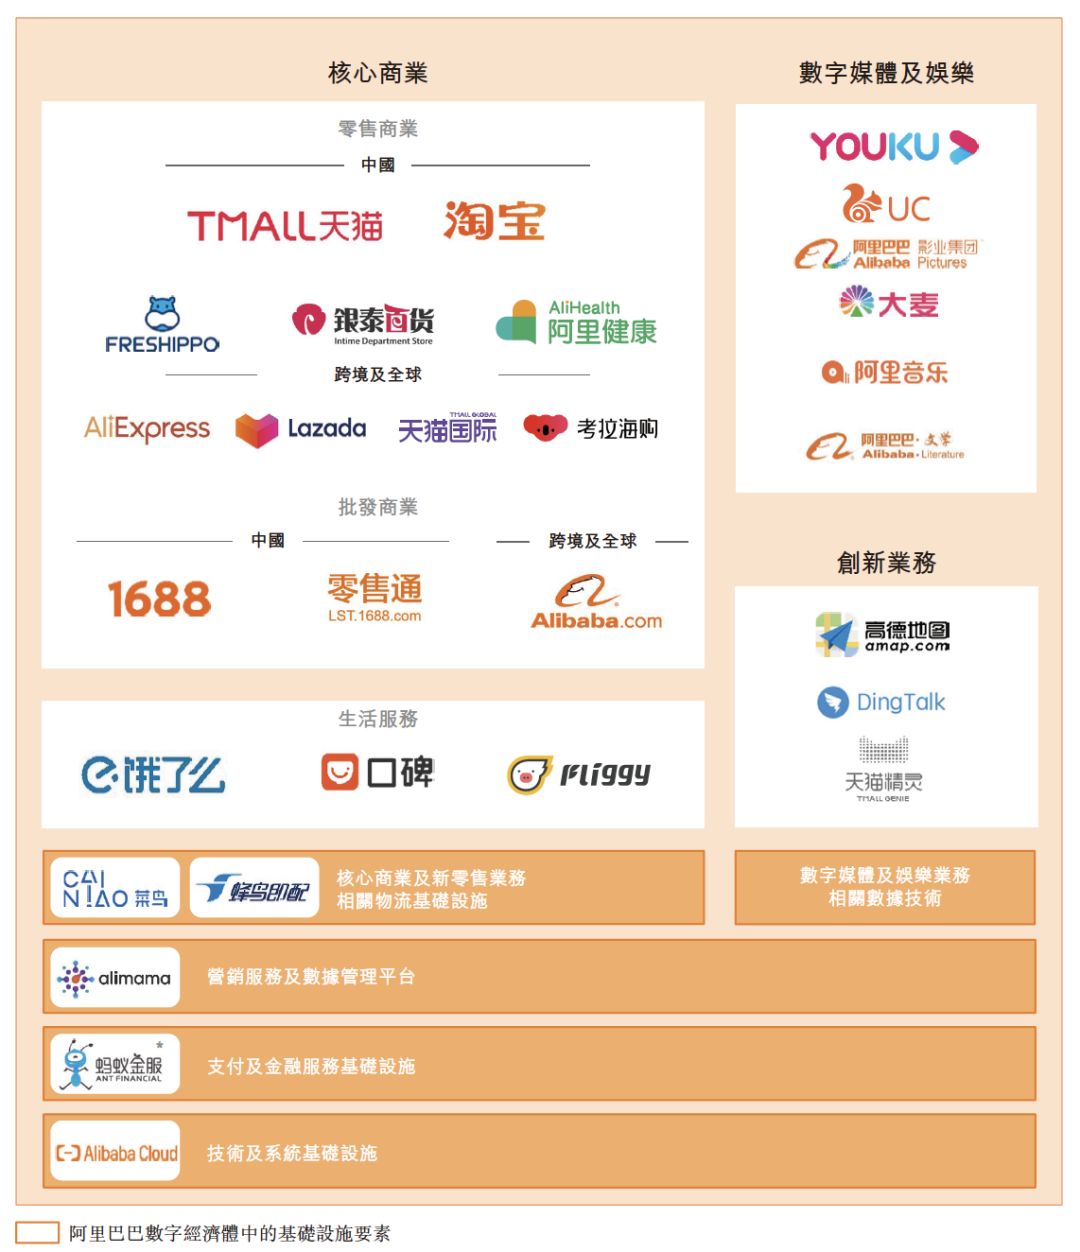 核心商業
零售商業
中國
TMALL天猫
淘宝
FRESHIPPO
銀泰百货
Intime Department Store
AliHealth
阿里健康
跨境及全球
AliExpress
Lazada
TMALL GLOBAL
天猫国际
考拉海购
批發商業
中國
跨境及全球
1688
零售通
LST.1688.com
Alibaba.com
生活服務
饿了么
口碑
FLiggy
數字媒體及娛樂
YOUKU
UC
阿里巴巴 影业集团
Alibaba Pictures
大麦
阿里音乐
阿里巴巴·文学
Alibaba·Literature
創新業務
高德地图
amap.com
DingTalk
天猫精灵
TMALL GENIE
CAI
NIAO 菜鸟
蜂鸟即配
核心商業及新零售業務
相關物流基礎設施
數字媒體及娛樂業務
相關數據技術
alimama
營銷服務及數據管理平台
蚂蚁金服*
ANT FINANCIAL
支付及金融服務基礎設施
Alibaba Cloud
技術及系統基礎設施
阿里巴巴數字經濟體中的基礎設施要素